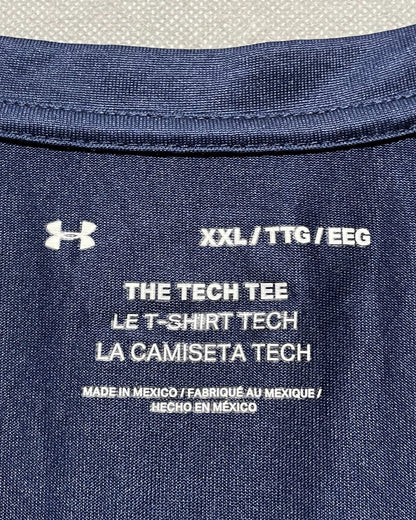 XXL / TTG / EEG
THE TECH TEE
LE T-SHIRT TECH
LA CAMISETA TECH
MADE IN MEXICO / FABRIQUÉ AU MEXIQUE /
HECHO EN MÉXICO